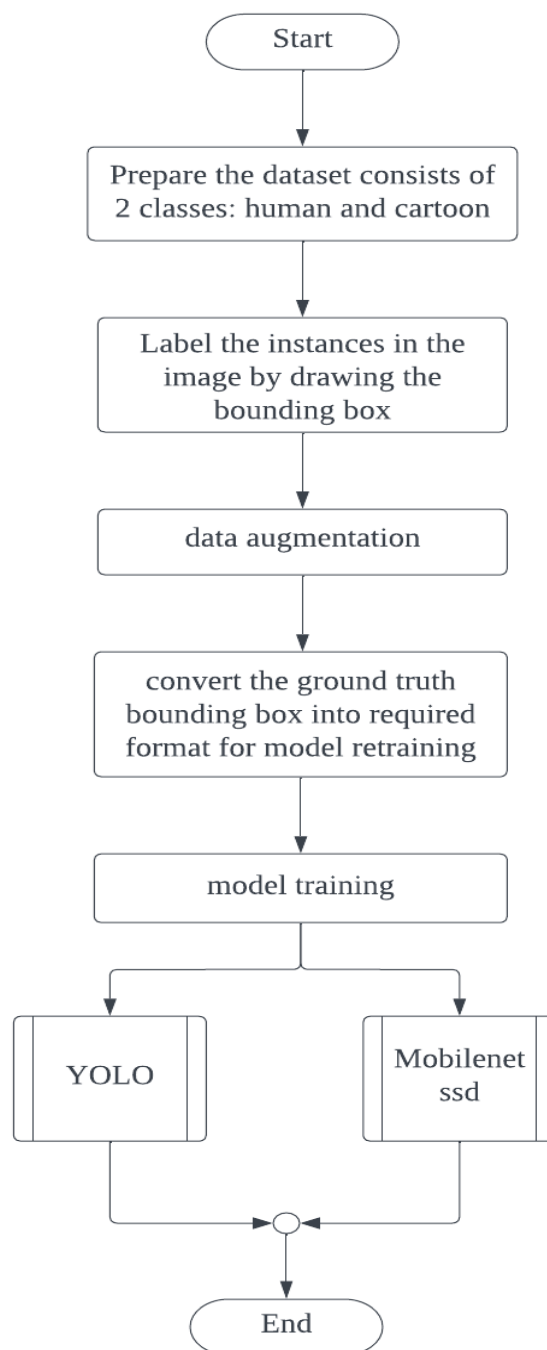 Start
Prepare the dataset consists of
2 classes: human and cartoon
Label the instances in the
image by drawing the
bounding box
data augmentation
convert the ground truth
bounding box into required
format for model retraining
model training
YOLO
Mobilenet
ssd
End